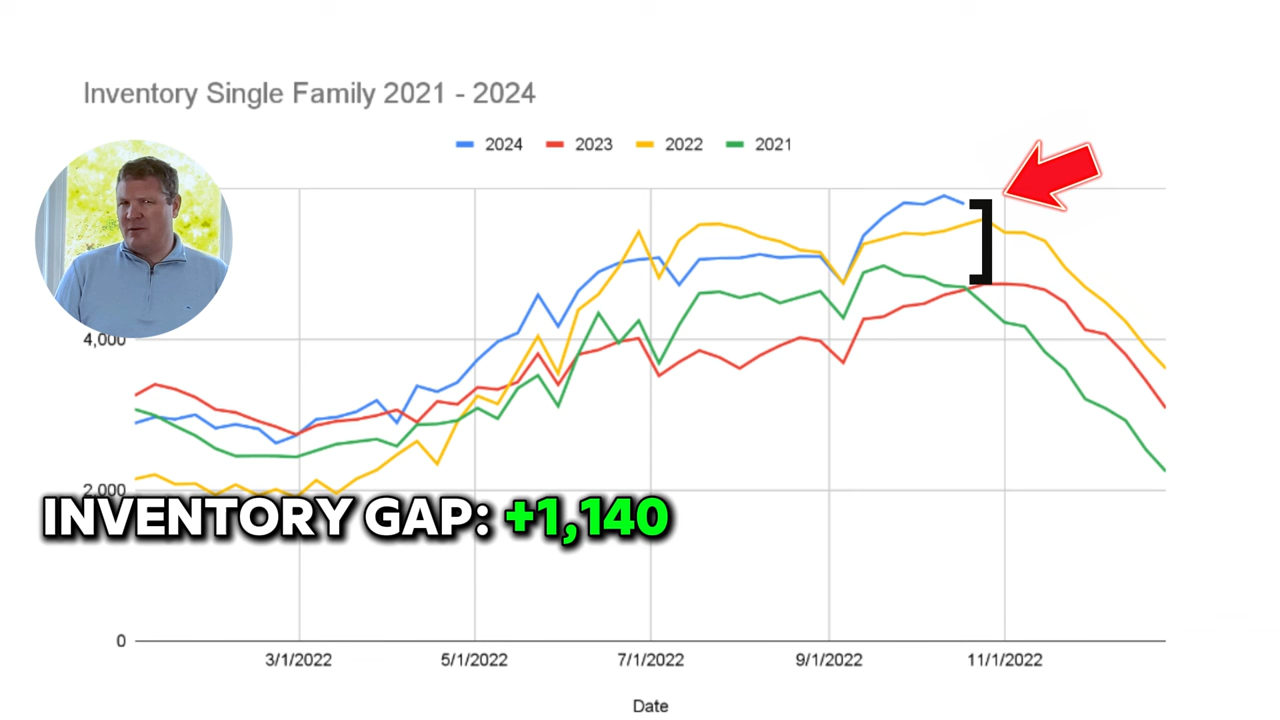 Inventory Single Family 2021 - 2024
2024 2023 2022 2021
4,000
2,000
INVENTORY GAP: +1,140
0
3/1/2022 5/1/2022 7/1/2022 9/1/2022 11/1/2022
Date